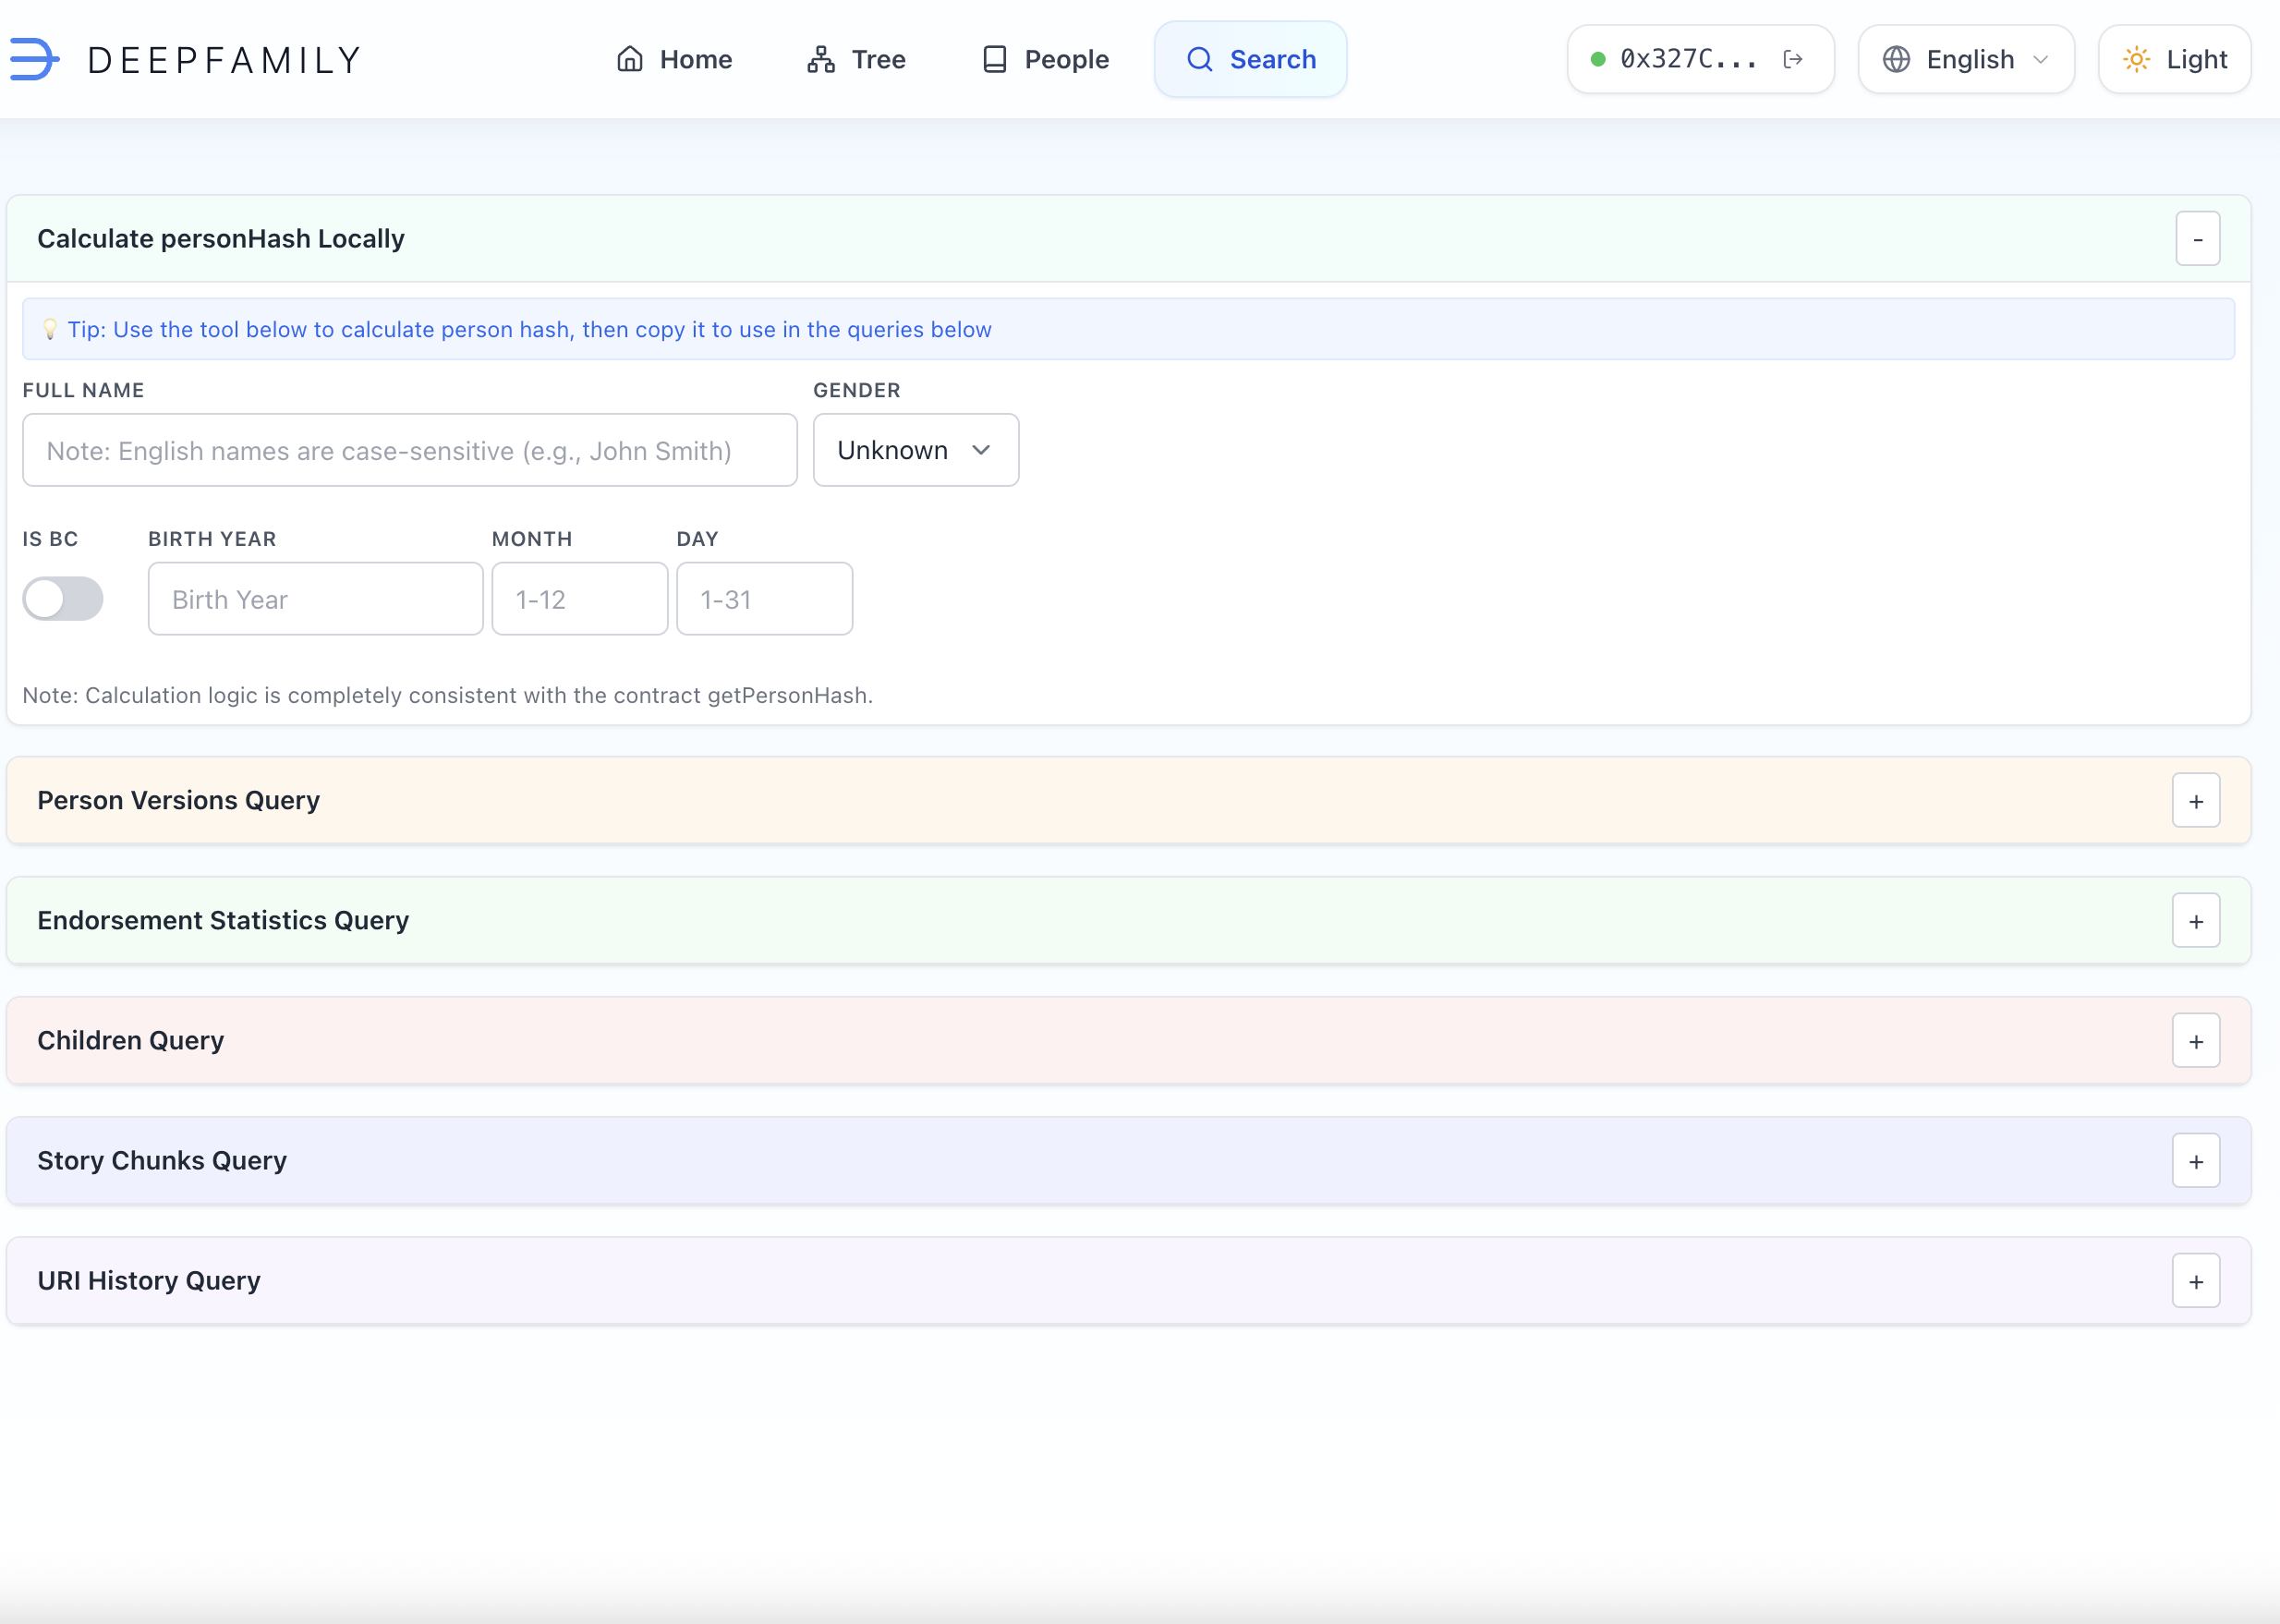 DEEPFAMILY
Home Tree People Search
0x327C... English Light
Calculate personHash Locally -
Tip: Use the tool below to calculate person hash, then copy it to use in the queries below
FULL NAME GENDER
Note: English names are case-sensitive (e.g., John Smith) Unknown
IS BC BIRTH YEAR MONTH DAY
Birth Year 1-12 1-31
Note: Calculation logic is completely consistent with the contract getPersonHash.
Person Versions Query +
Endorsement Statistics Query +
Children Query +
Story Chunks Query +
URI History Query +